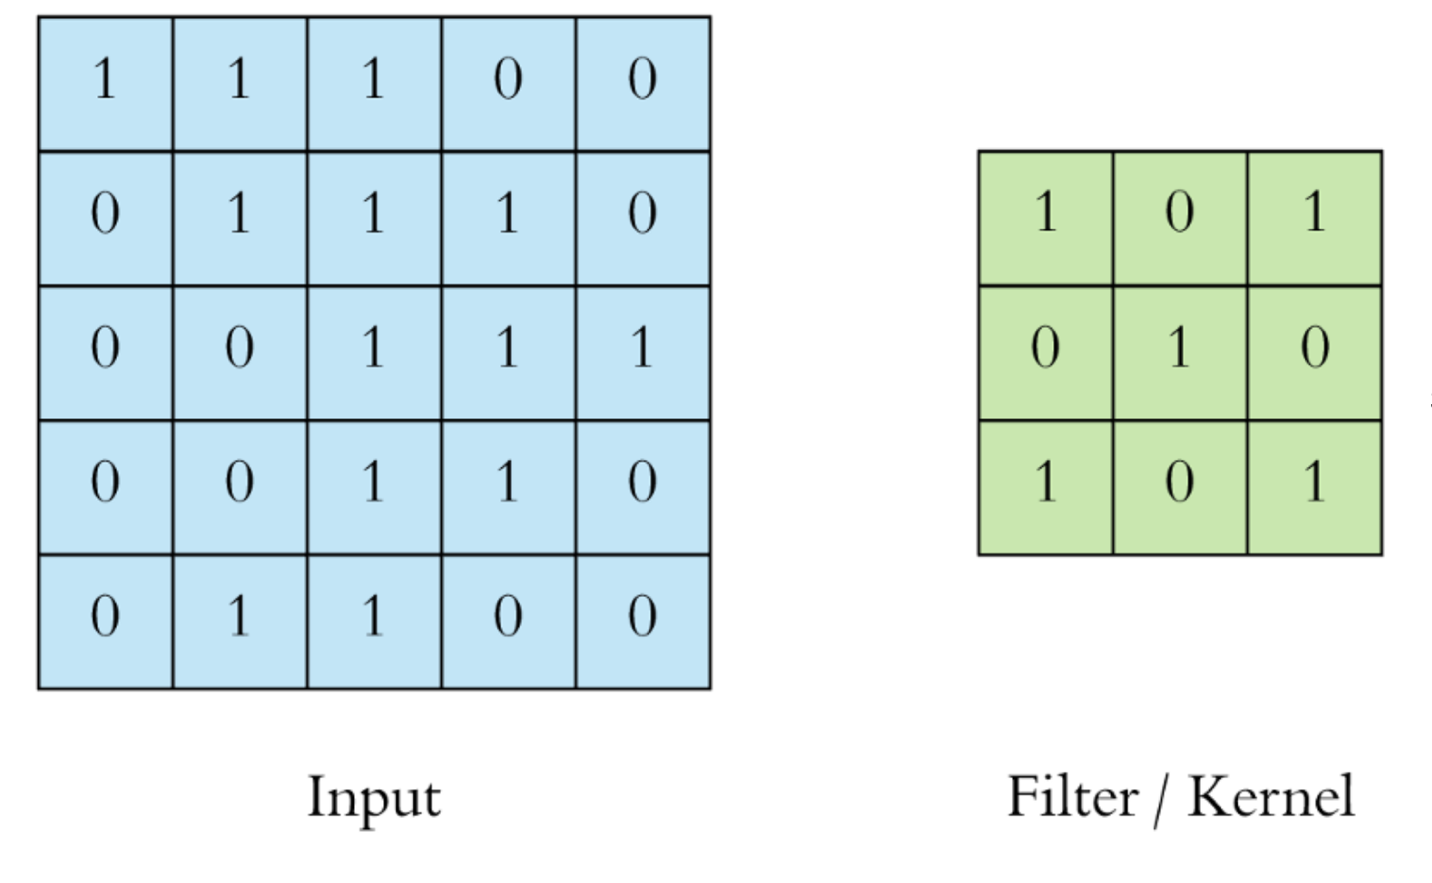 1 1 1 0 0
0 1 1 1 0
1 0 1
0 0 1 1 1
0 1 0
0 0 1 1 0
1 0 1
0 1 1 0 0
Input
Filter / Kernel